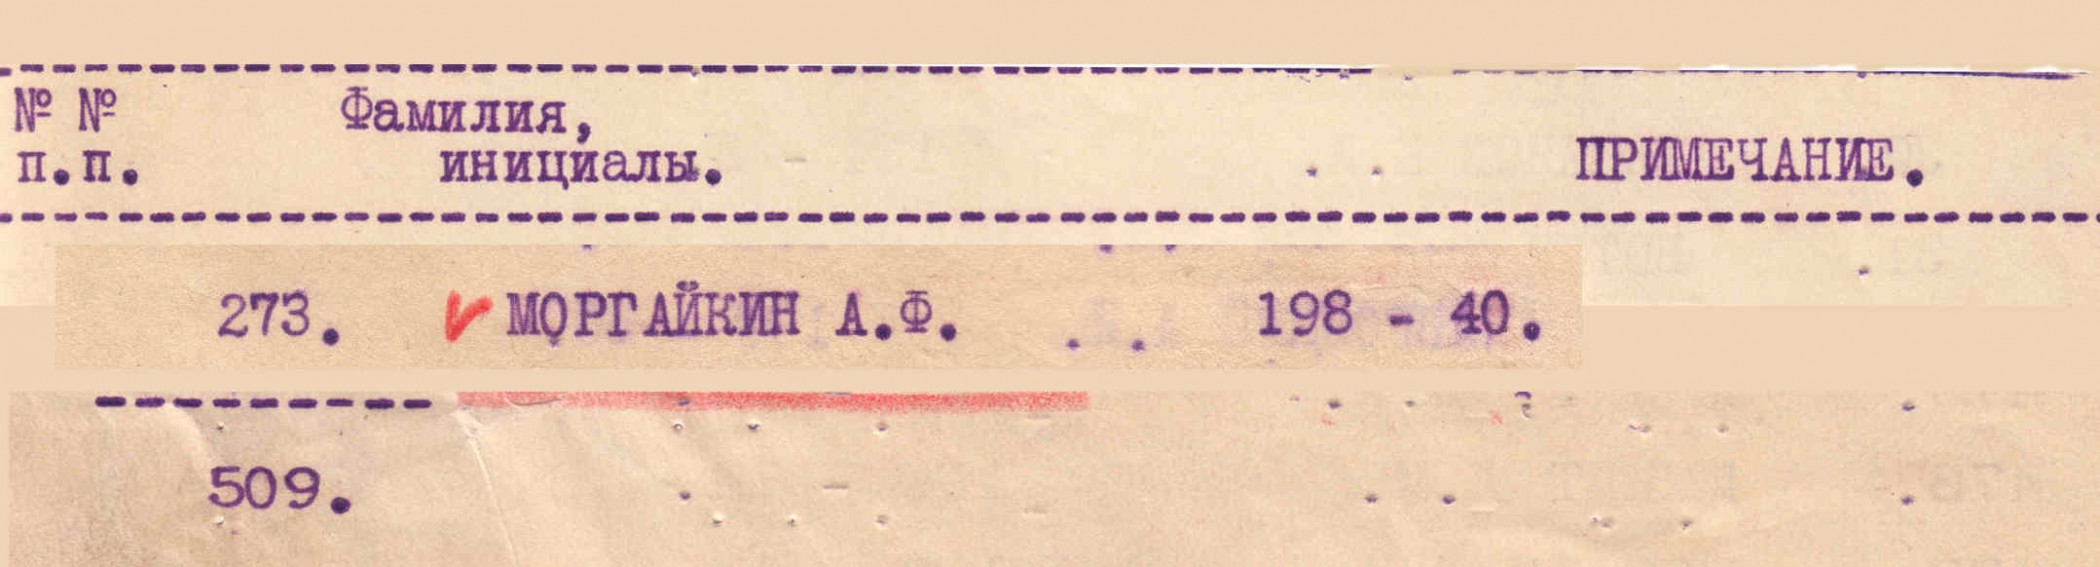 № № Фамилия,
п.п. инициалы. ПРИМЕЧАНИЕ.
273. МОРГАЙКИН А.Ф. 198 - 40.
509.